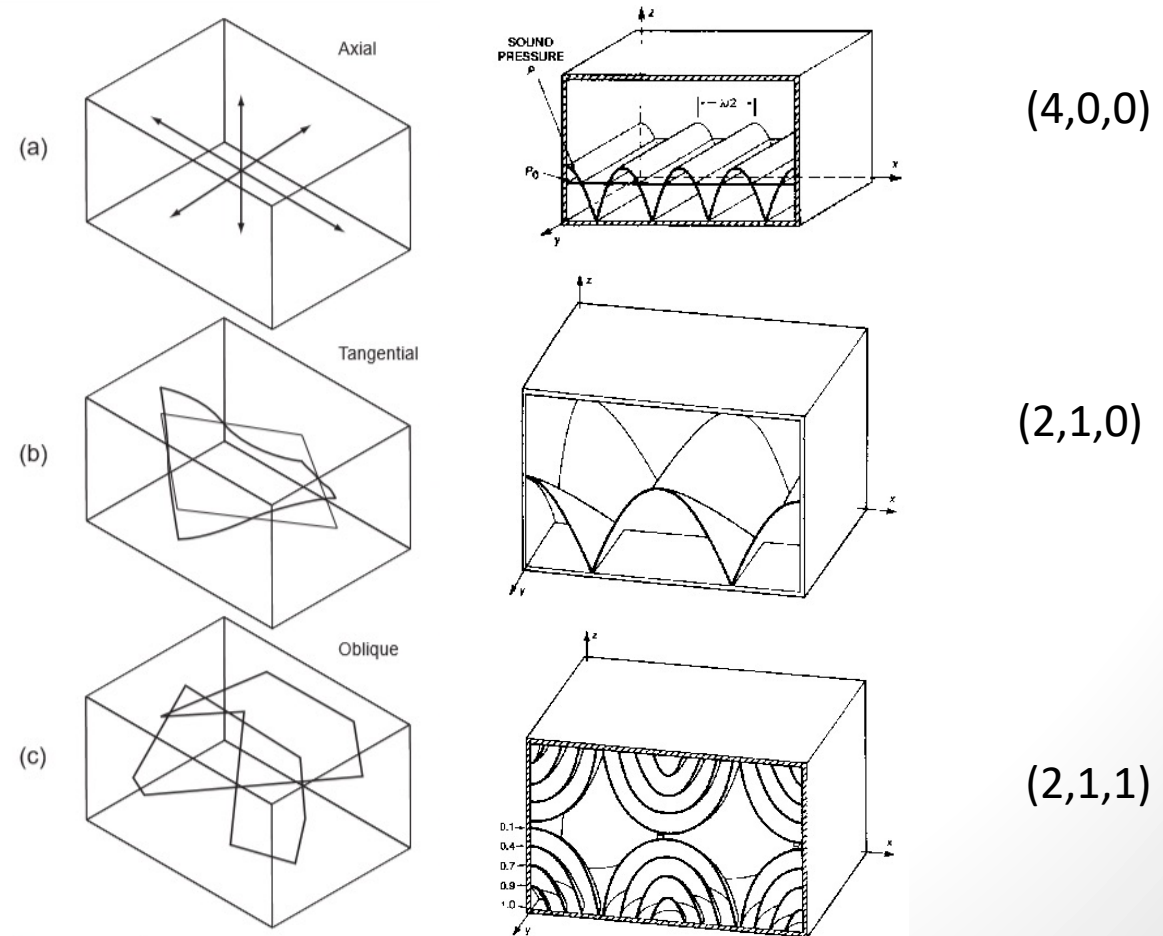 (a)
Axial
SOUND
PRESSURE
p
z
λ/2
P0
x
y
(4,0,0)
(b)
Tangential
z
x
y
(2,1,0)
(c)
Oblique
z
0.1
0.4
0.7
0.9
1.0
x
y
(2,1,1)